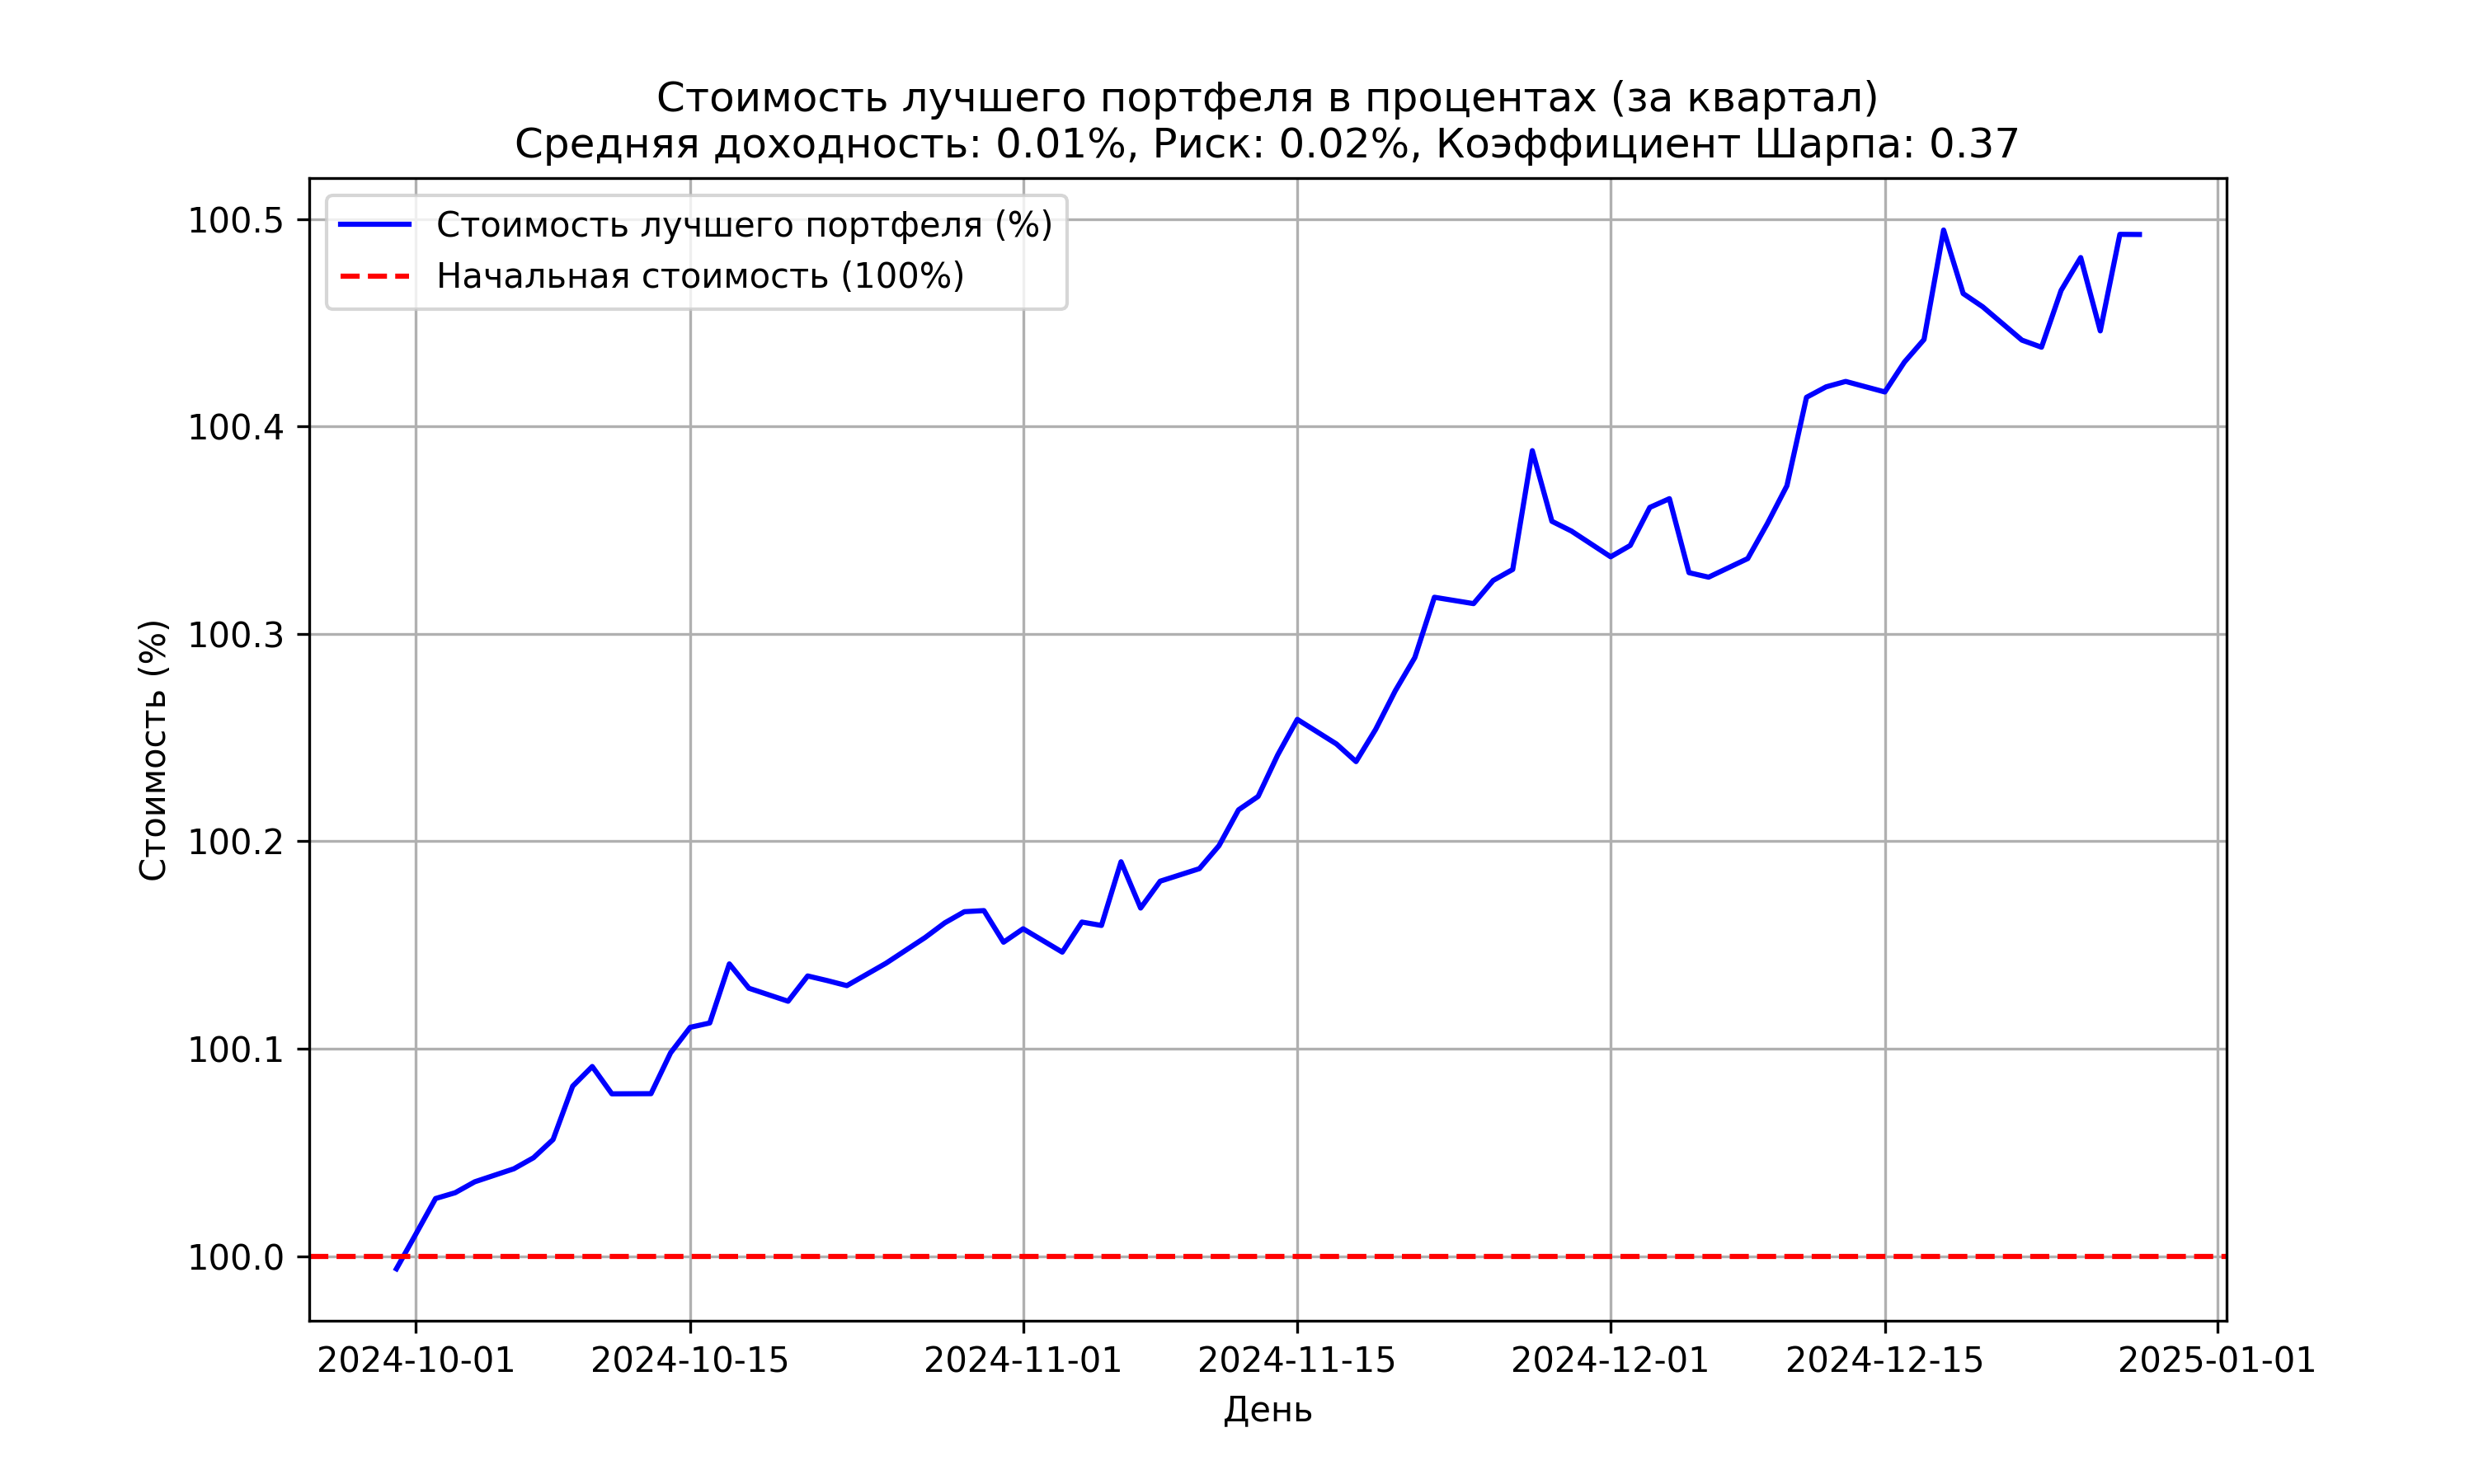 Стоимость лучшего портфеля в процентах (за квартал)
Средняя доходность: 0.01%, Риск: 0.02%, Коэффициент Шарпа: 0.37
Стоимость лучшего портфеля (%)
Начальная стоимость (100%)
Стоимость (%)
100.5
100.4
100.3
100.2
100.1
100.0
2024-10-01
2024-10-15
2024-11-01
2024-11-15
2024-12-01
2024-12-15
2025-01-01
День